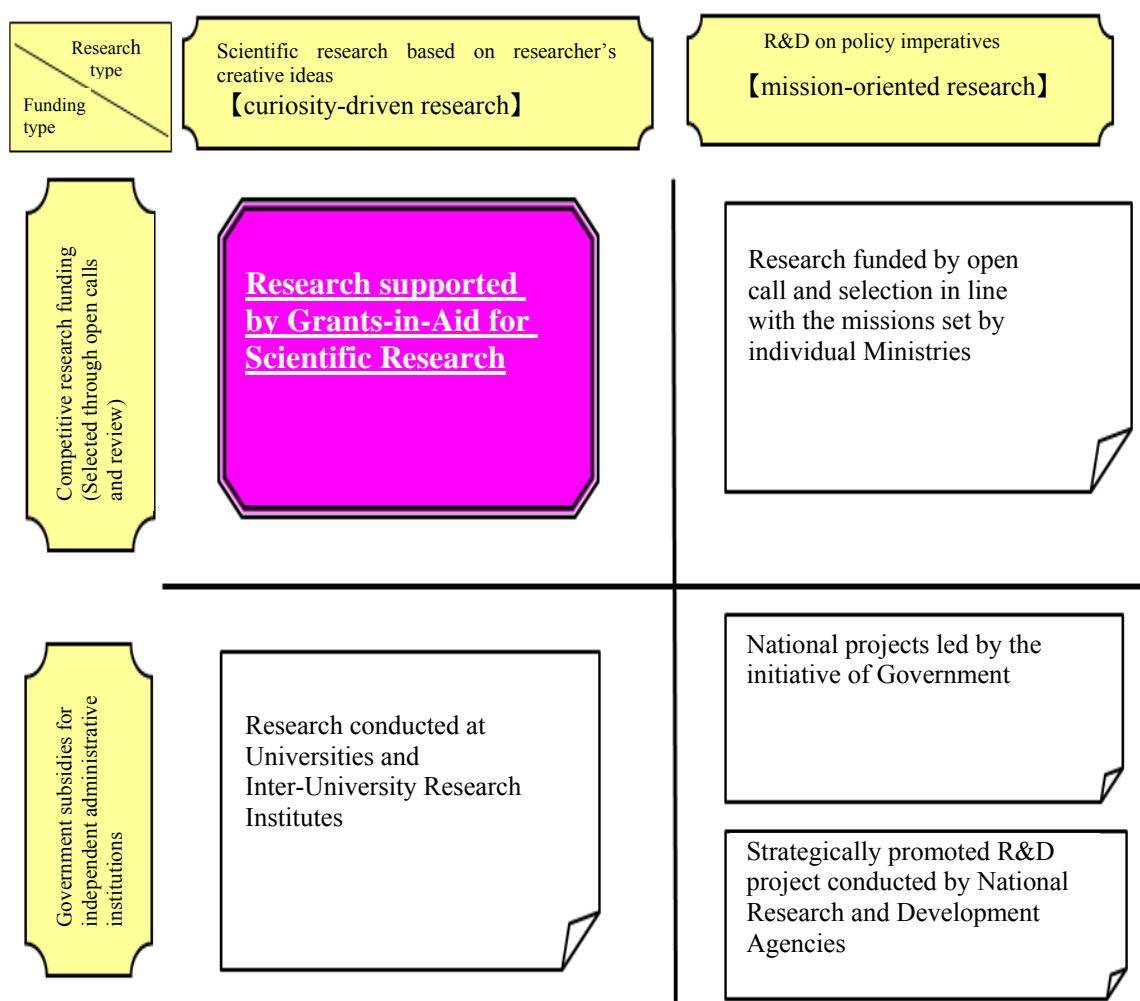 Research
type
Funding
type
Scientific research based on researcher’s
creative ideas
【curiosity-driven research】
R&D on policy imperatives
【mission-oriented research】
Competitive research funding
(Selected through open calls
and review)
Research supported
by Grants-in-Aid for
Scientific Research
Research funded by open
call and selection in line
with the missions set by
individual Ministries
Government subsidies for
independent administrative
institutions
Research conducted at
Universities and
Inter-University Research
Institutes
National projects led by the
initiative of Government
Strategically promoted R&D
project conducted by National
Research and Development
Agencies